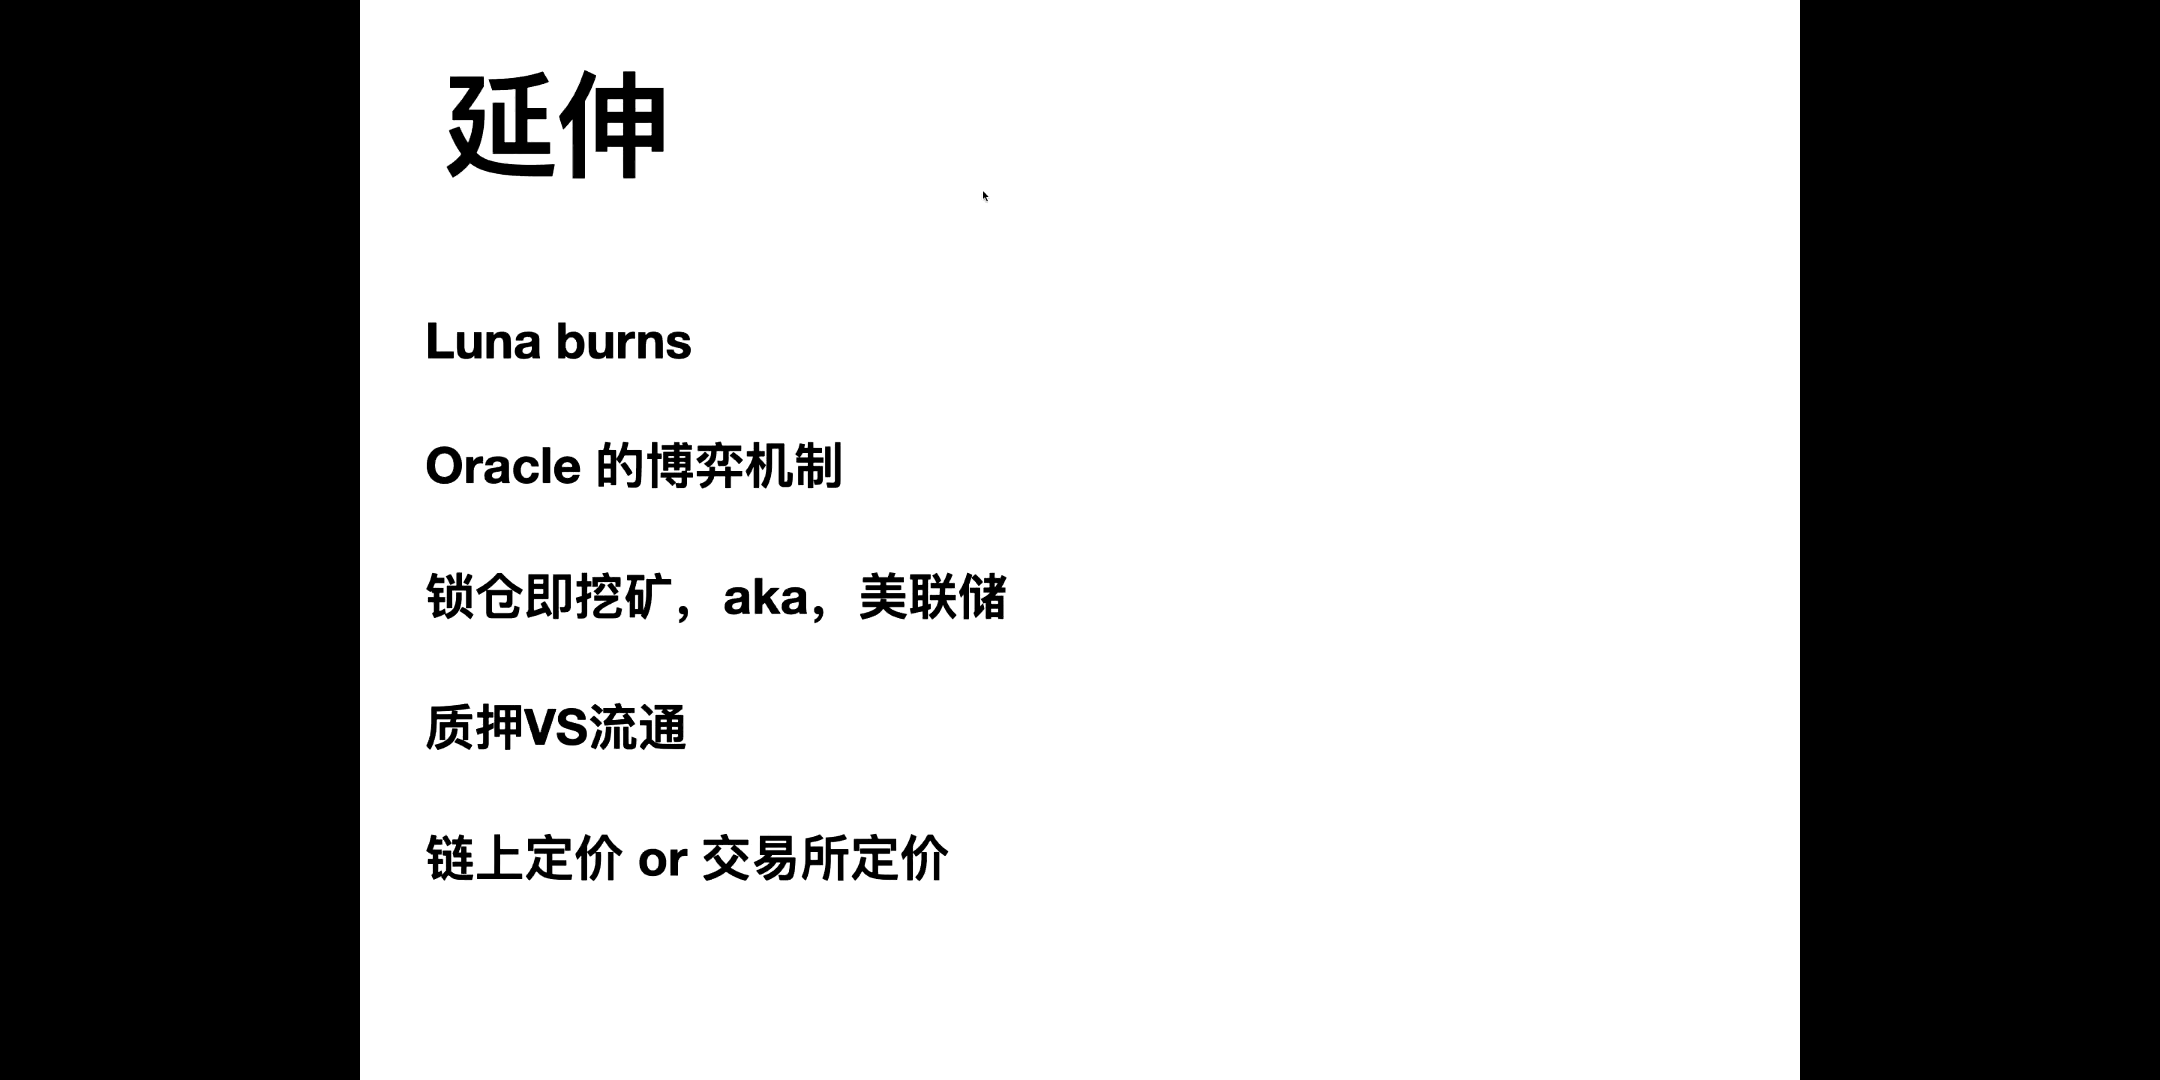 延伸
Luna burns
Oracle 的博弈机制
锁仓即挖矿，aka，美联储
质押VS流通
链上定价 or 交易所定价